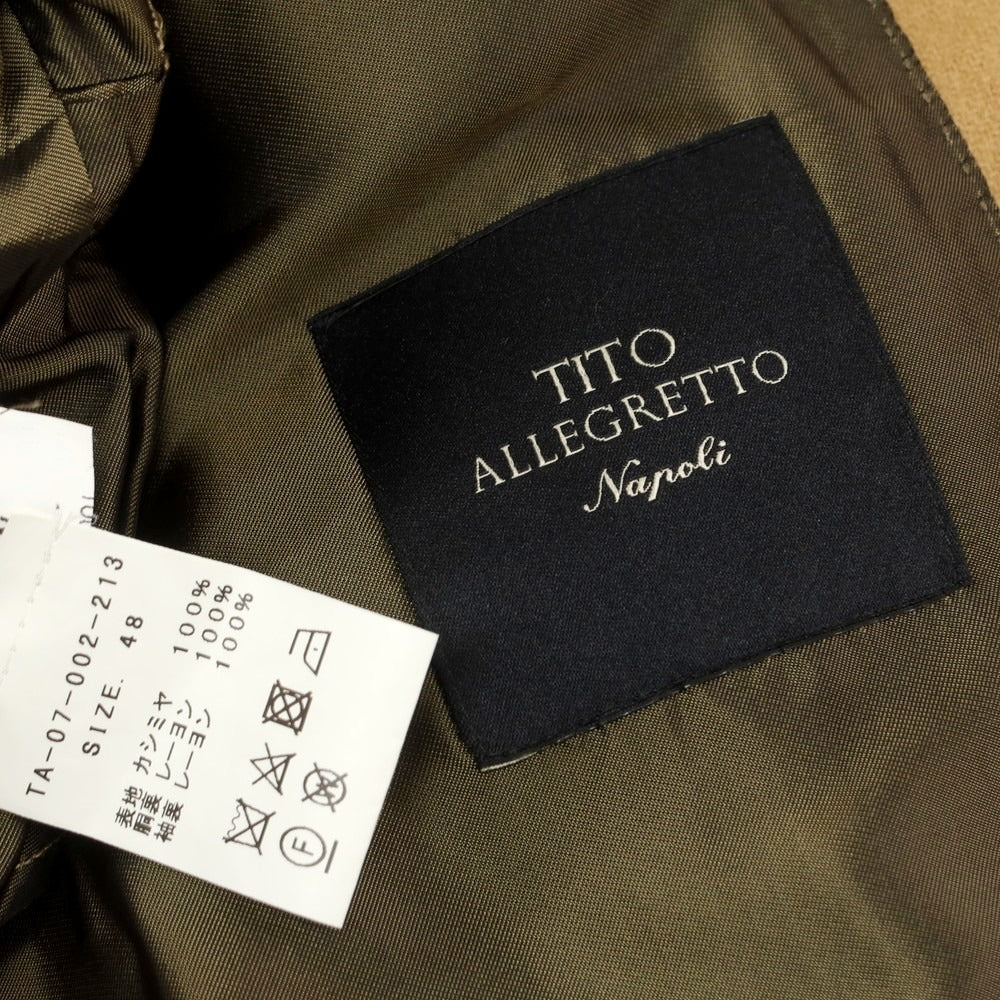 TITO
ALLEGRETTO
Napoli
TA-07-002-213
SIZE. 48
表地 カシミヤ 100%
胴裏 レーヨン 100%
袖裏 レーヨン 100%
F